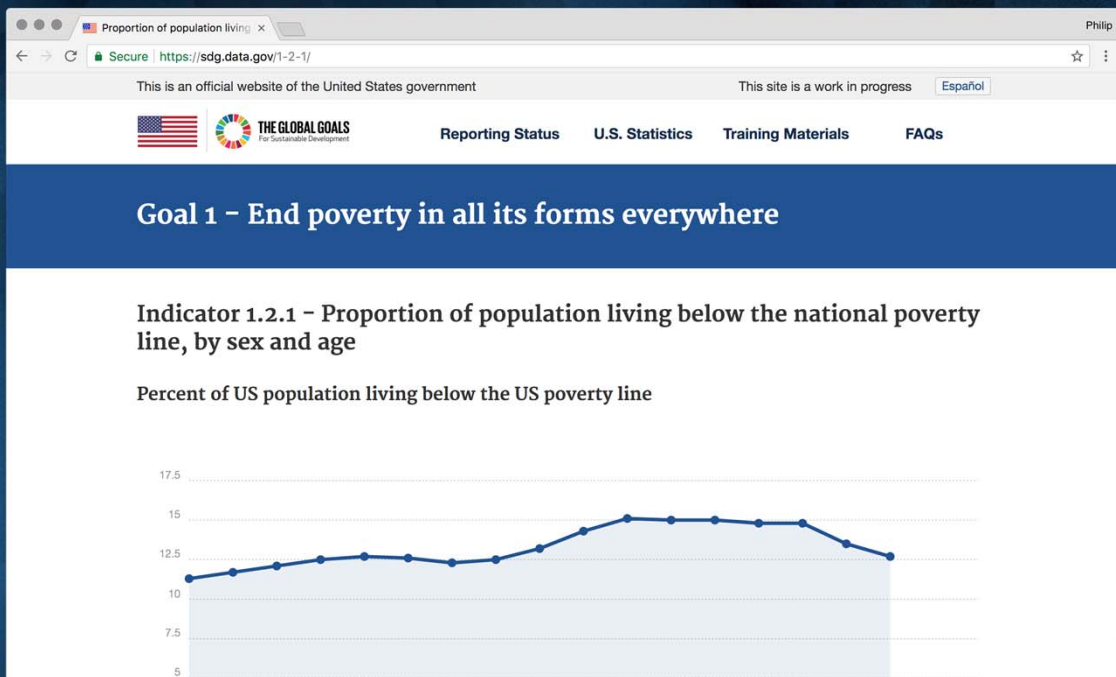 Proportion of population living
Philip
Secure https://sdg.data.gov/1-2-1/
This is an official website of the United States government
This site is a work in progress
Español
THE GLOBAL GOALS
For Sustainable Development
Reporting Status
U.S. Statistics
Training Materials
FAQs
Goal 1 - End poverty in all its forms everywhere
Indicator 1.2.1 - Proportion of population living below the national poverty
line, by sex and age
Percent of US population living below the US poverty line
17.5
15
12.5
10
7.5
5